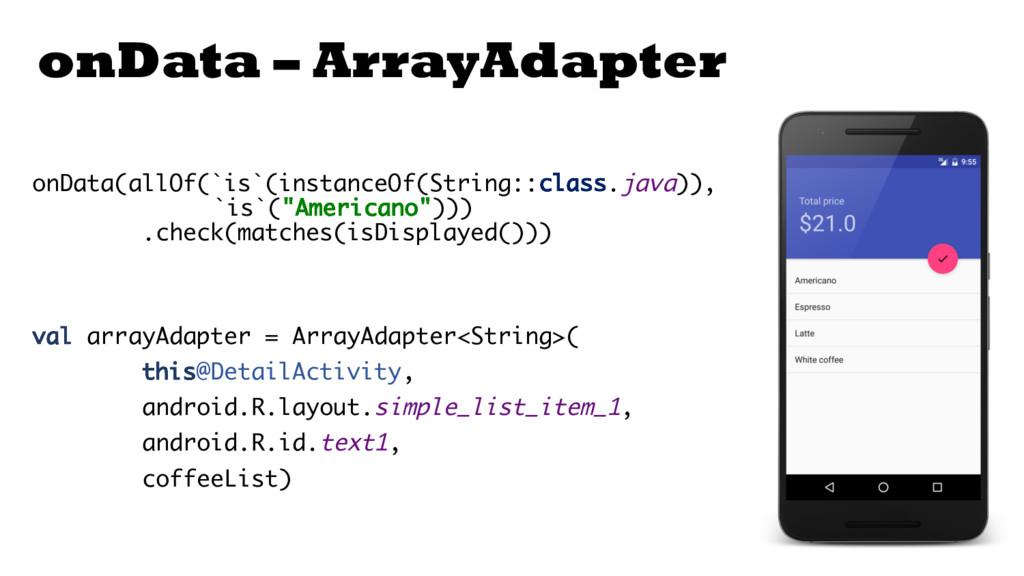 onData – ArrayAdapter
onData(allOf(`is`(instanceOf(String::class.java)),
`is`("Americano")))
.check(matches(isDisplayed()))
val arrayAdapter = ArrayAdapter<String>(
this@DetailActivity,
android.R.layout.simple_list_item_1,
android.R.id.text1,
coffeeList)
9:55
Total price
$21.0
Americano
Espresso
Latte
White coffee